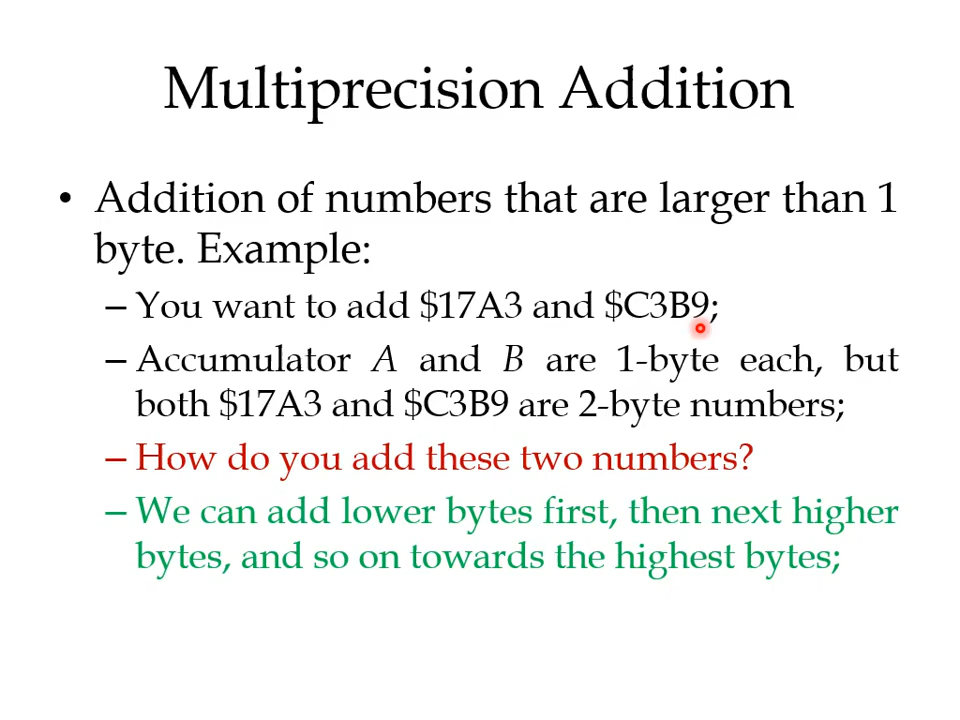 Multiprecision Addition
• Addition of numbers that are larger than 1
byte. Example:
– You want to add $17A3 and $C3B9;
– Accumulator A and B are 1-byte each, but
both $17A3 and $C3B9 are 2-byte numbers;
– How do you add these two numbers?
– We can add lower bytes first, then next higher
bytes, and so on towards the highest bytes;